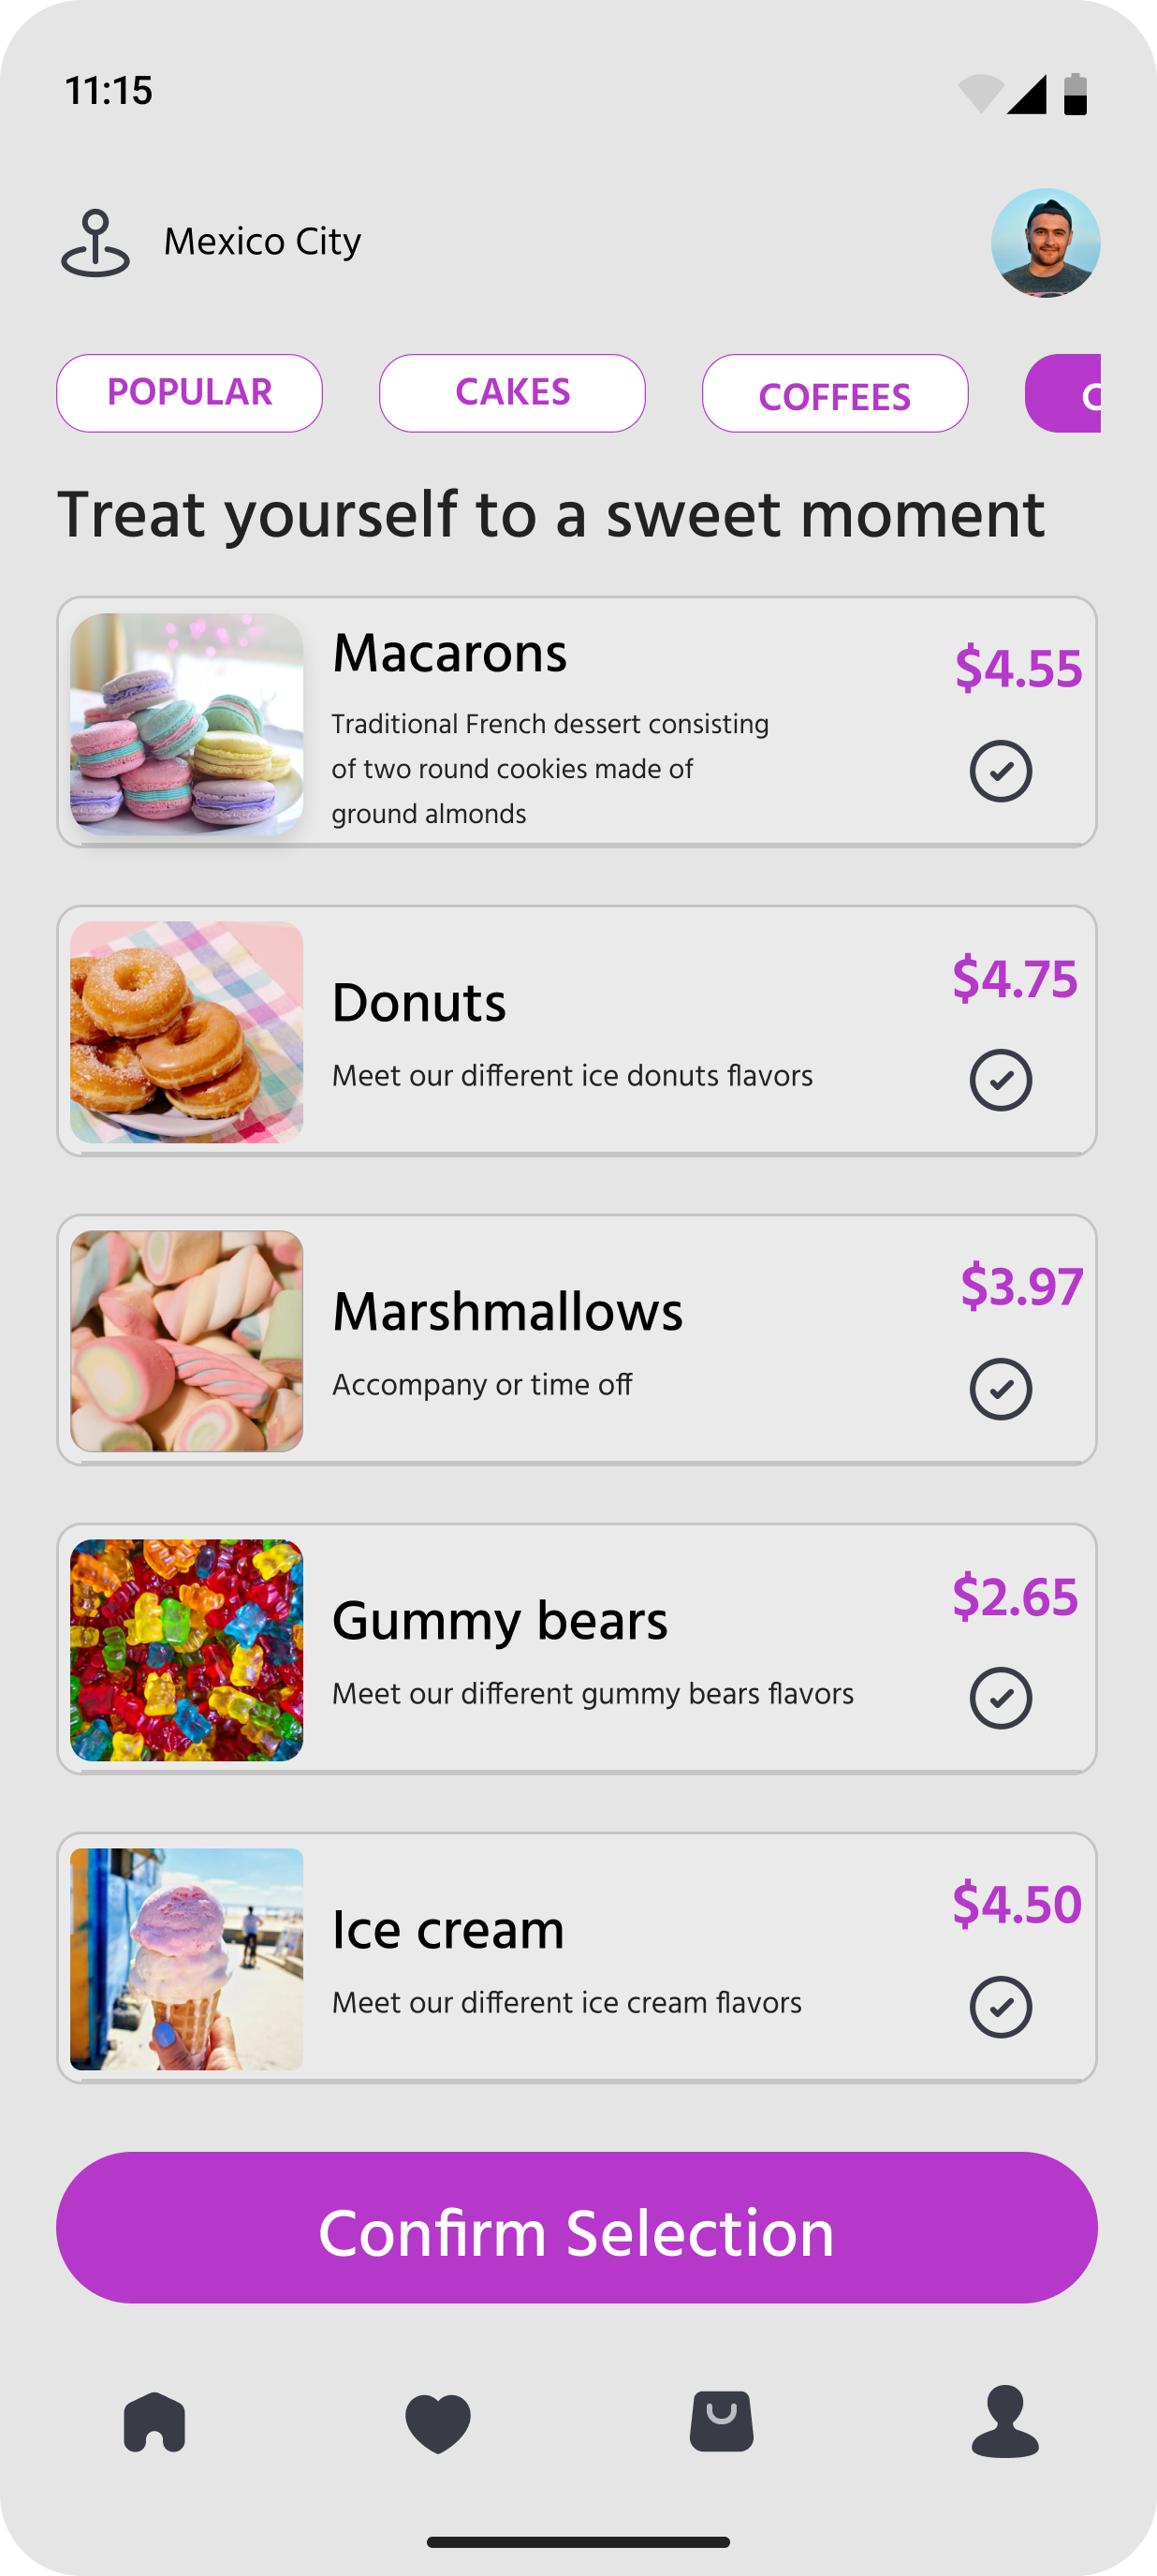 11:15
Mexico City
POPULAR
CAKES
COFFEES
Treat yourself to a sweet moment
Macarons
$4.55
Traditional French dessert consisting
of two round cookies made of
ground almonds
Donuts
$4.75
Meet our different ice donuts flavors
Marshmallows
$3.97
Accompany or time off
Gummy bears
$2.65
Meet our different gummy bears flavors
Ice cream
$4.50
Meet our different ice cream flavors
Confirm Selection